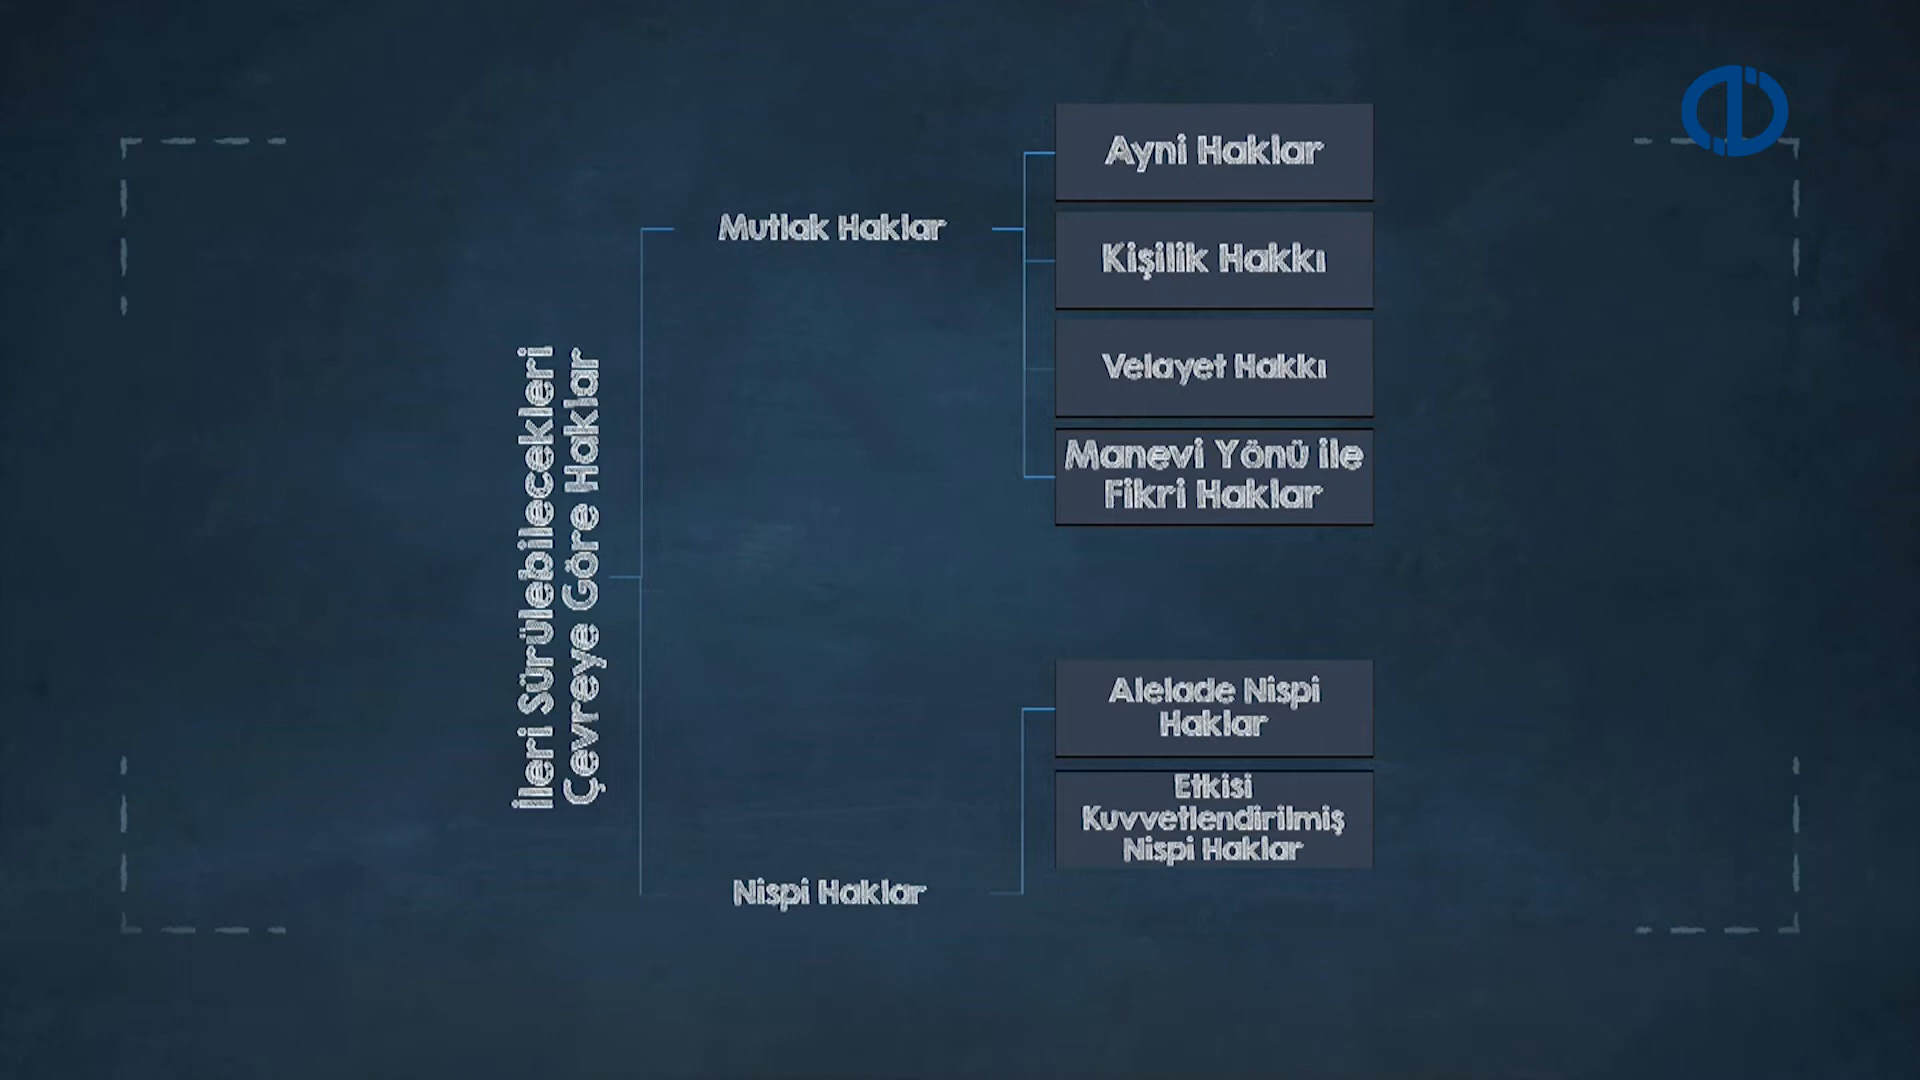 İleri Sürülebilecekleri
Çevreye Göre Haklar
Mutlak Haklar
Ayni Haklar
Kişilik Hakkı
Velayet Hakkı
Manevi Yönü ile
Fikri Haklar
Nispi Haklar
Alelade Nispi
Haklar
Etkisi
Kuvvetlendirilmiş
Nispi Haklar